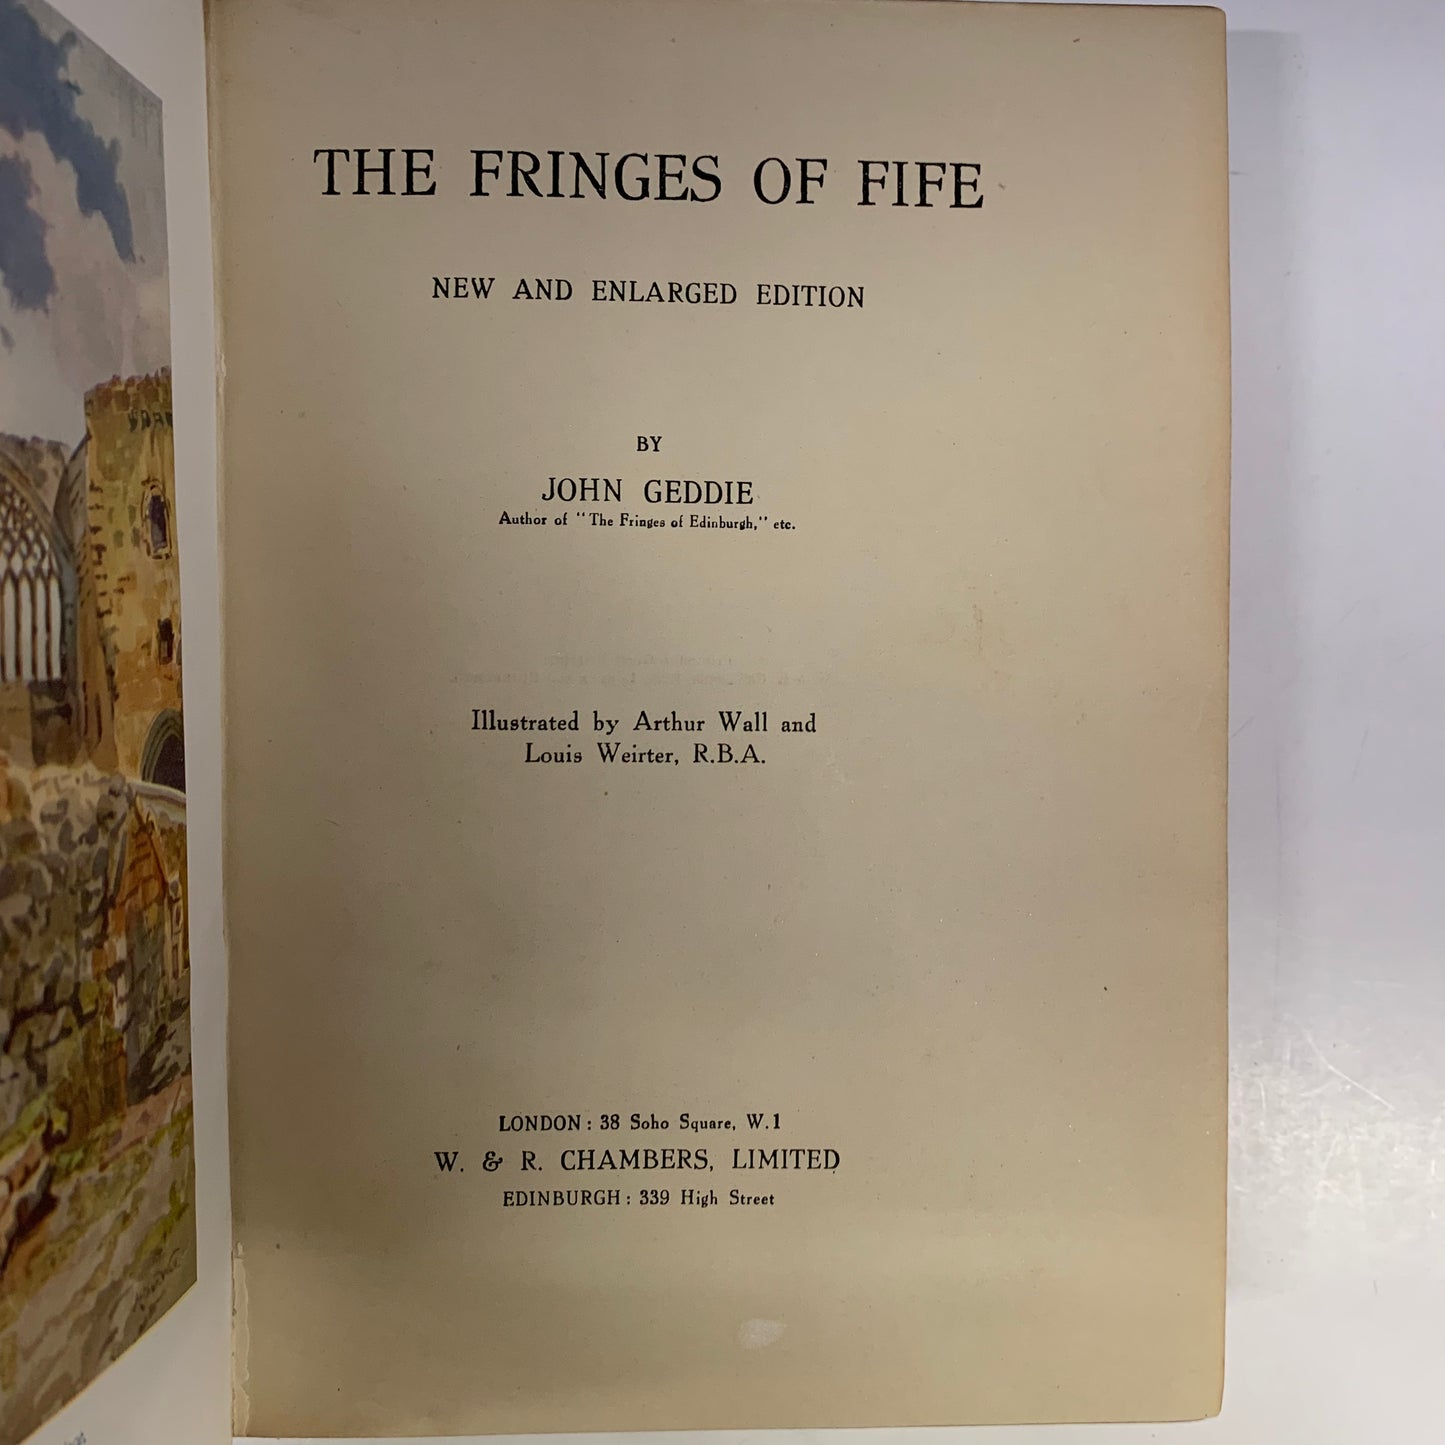 THE FRINGES OF FIFE
NEW AND ENLARGED EDITION
BY
JOHN GEDDIE
Author of "The Fringes of Edinburgh," etc.
Illustrated by Arthur Wall and
Louis Weirter, R.B.A.
LONDON: 38 Soho Square, W.1
W. & R. CHAMBERS, LIMITED
EDINBURGH: 339 High Street